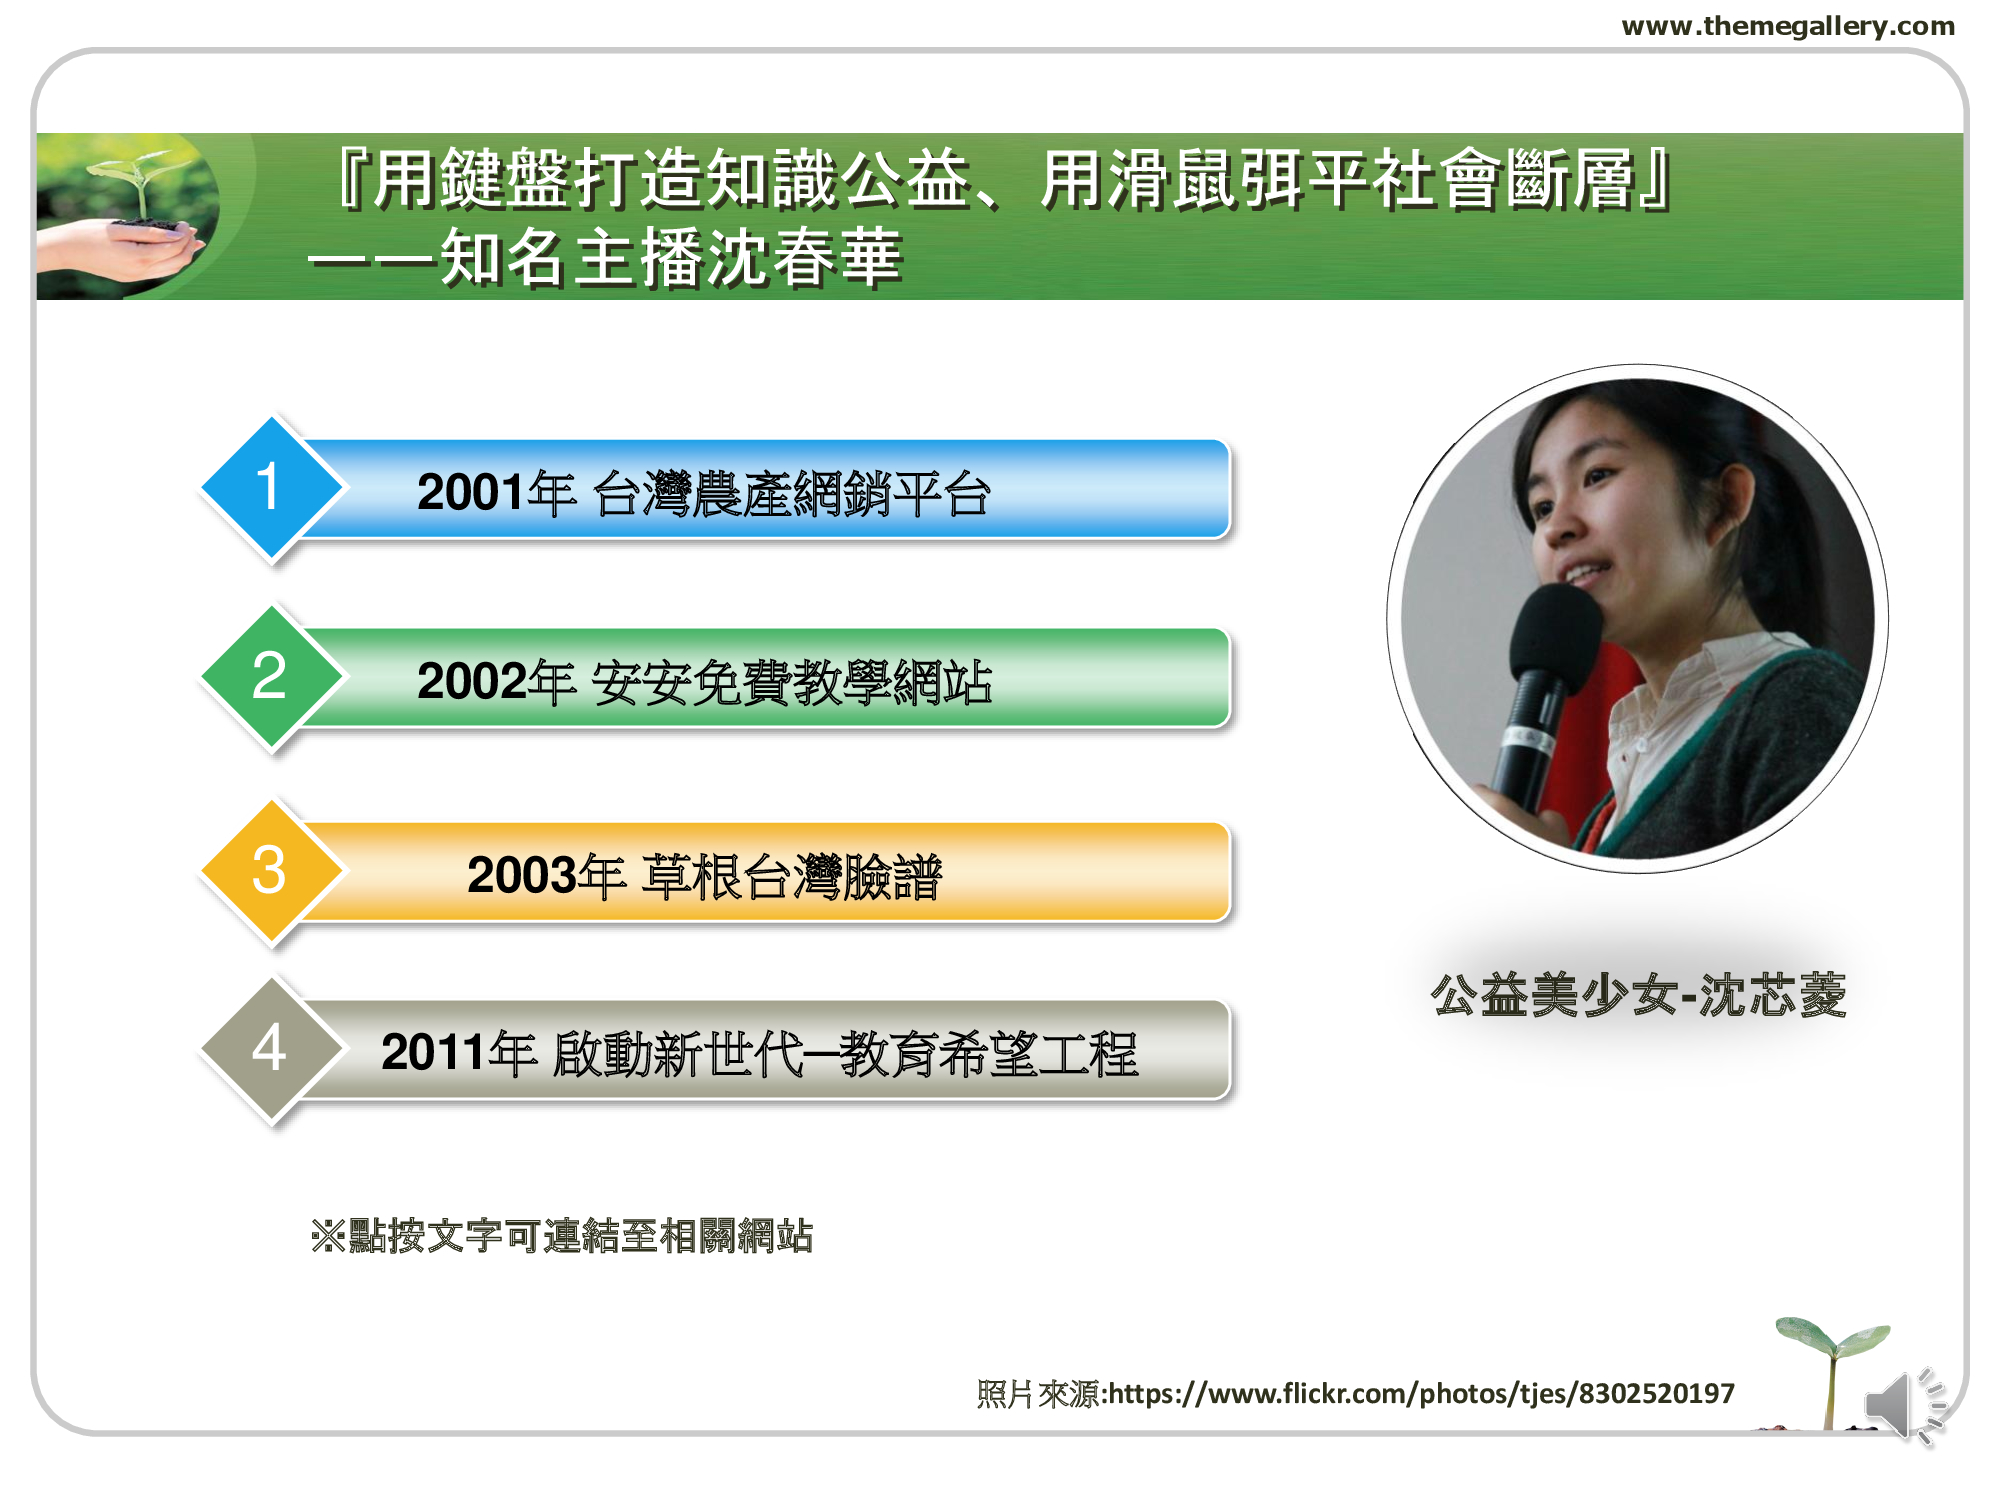 www.themegallery.com
『用鍵盤打造知識公益、用滑鼠弭平社會斷層』
——知名主播沈春華
1
2001年 台灣農產網銷平台
2
2002年 安安免費教學網站
3
2003年 草根台灣臉譜
4
2011年 啟動新世代─教育希望工程
公益美少女-沈芯菱
※點按文字可連結至相關網站
照片來源:https://www.flickr.com/photos/tjes/8302520197